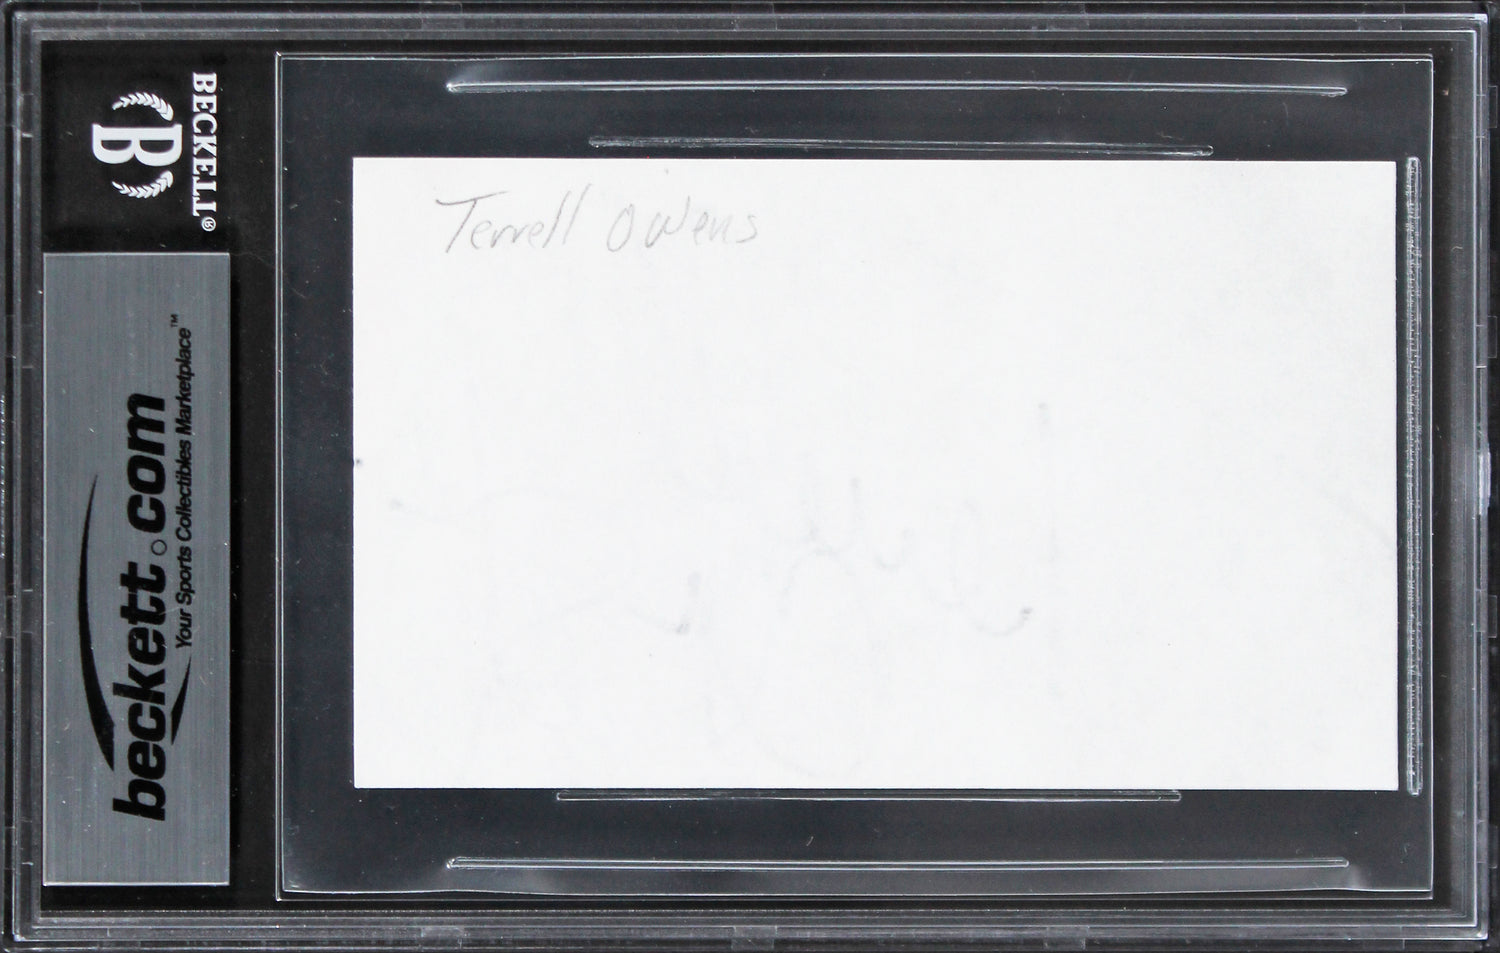 BECKETT®
B
beckett.com
Your Sports Collectibles Marketplace™
Terrell Owens